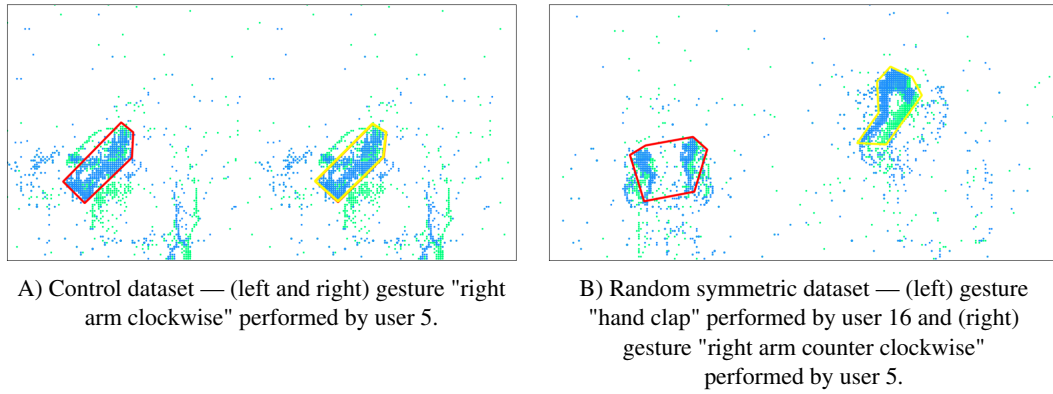 A) Control dataset — (left and right) gesture "right
arm clockwise" performed by user 5.
B) Random symmetric dataset — (left) gesture
"hand clap" performed by user 16 and (right)
gesture "right arm counter clockwise"
performed by user 5.